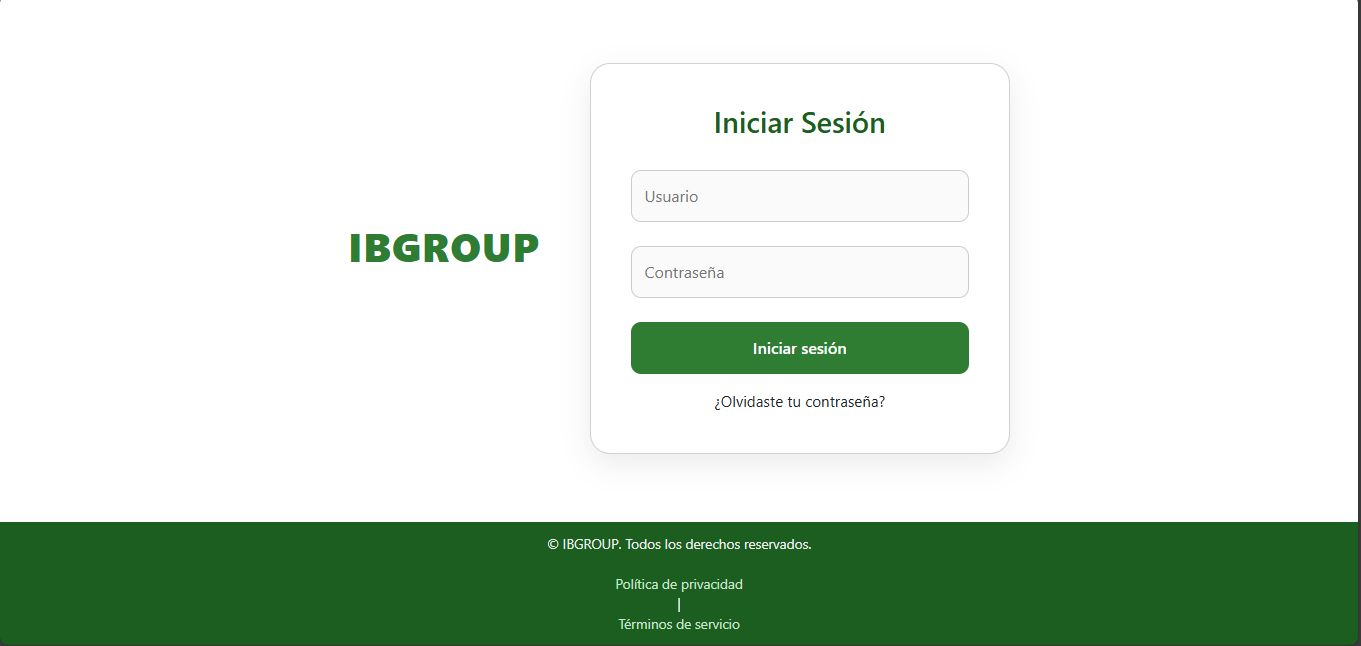 IBGROUP
Iniciar Sesión
Usuario
Contraseña
Iniciar sesión
¿Olvidaste tu contraseña?
© IBGROUP. Todos los derechos reservados.
Política de privacidad
|
Términos de servicio